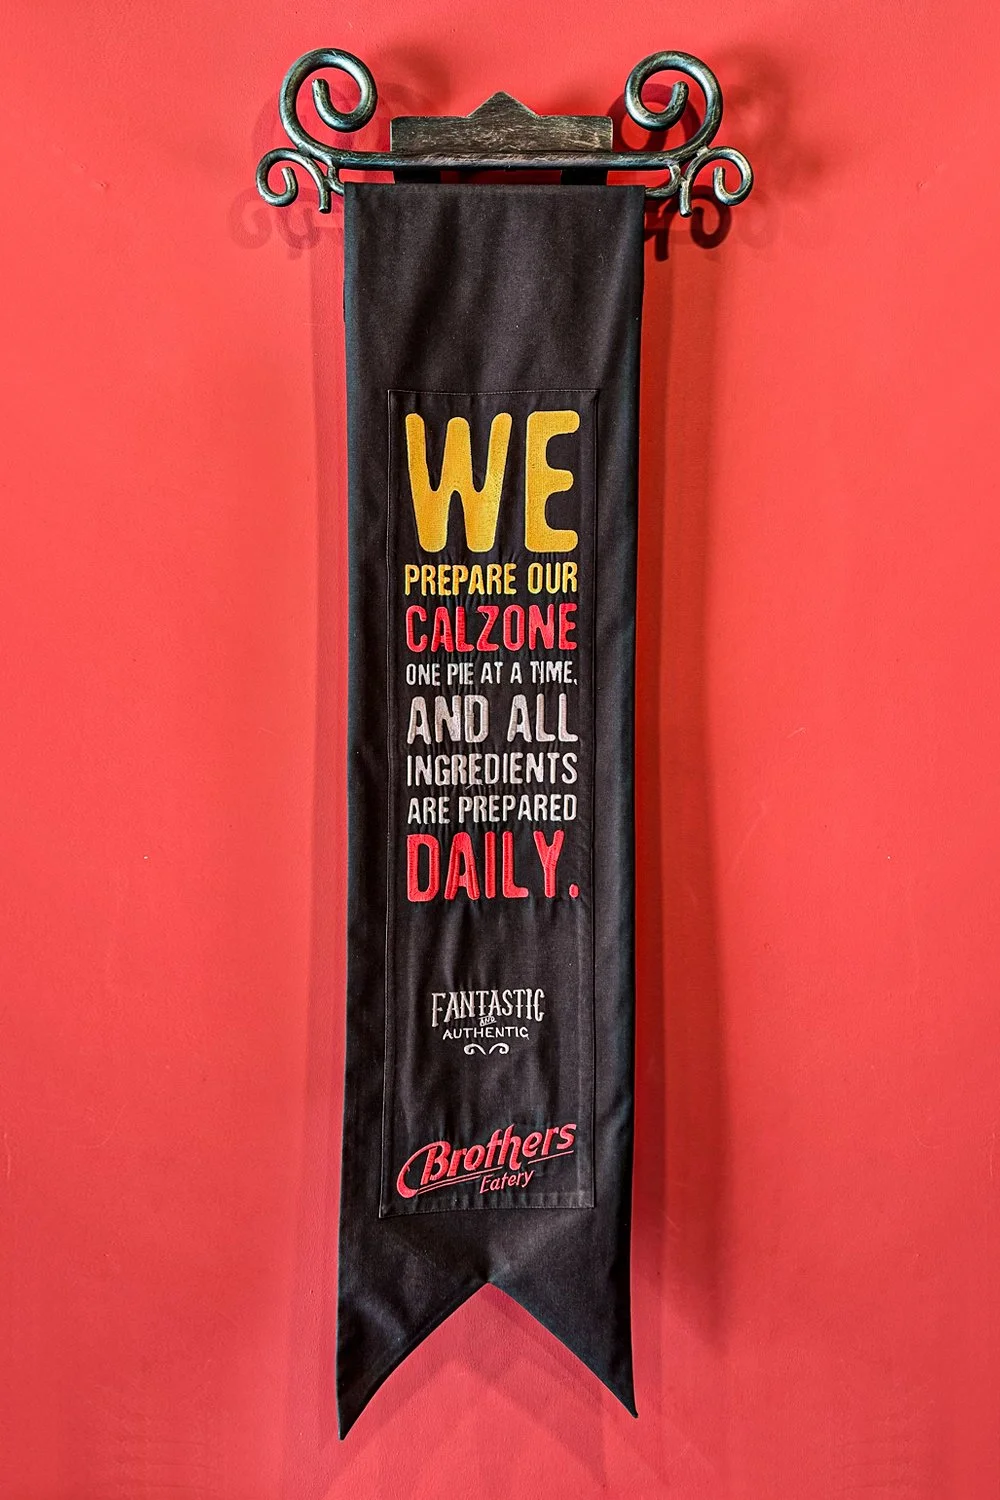 WE
PREPARE OUR
CALZONE
ONE PIE AT A TIME,
AND ALL
INGREDIENTS
ARE PREPARED
DAILY.
FANTASTIC
AND
AUTHENTIC
Brothers
Eatery